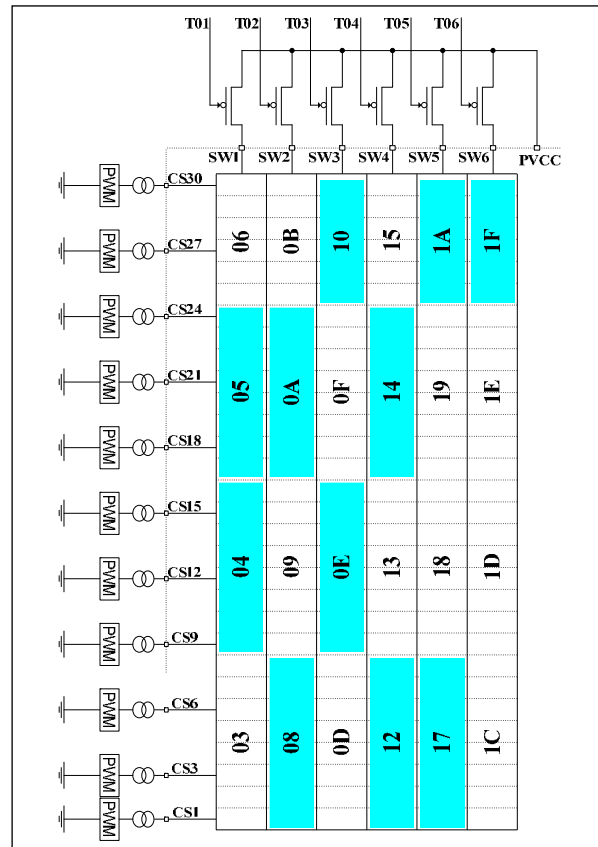 T01 T02 T03 T04 T05 T06
SW1 SW2 SW3 SW4 SW5 SW6 PVCC
PWM CS30
06 0B 10 15 1A 1F
PWM CS27
PWM CS24
05 0A 0F 14 19 1E
PWM CS21
PWM CS18
PWM CS15
04 09 0E 13 18 1D
PWM CS12
PWM CS9
PWM CS6
03 08 0D 12 17 1C
PWM CS3
PWM CS1